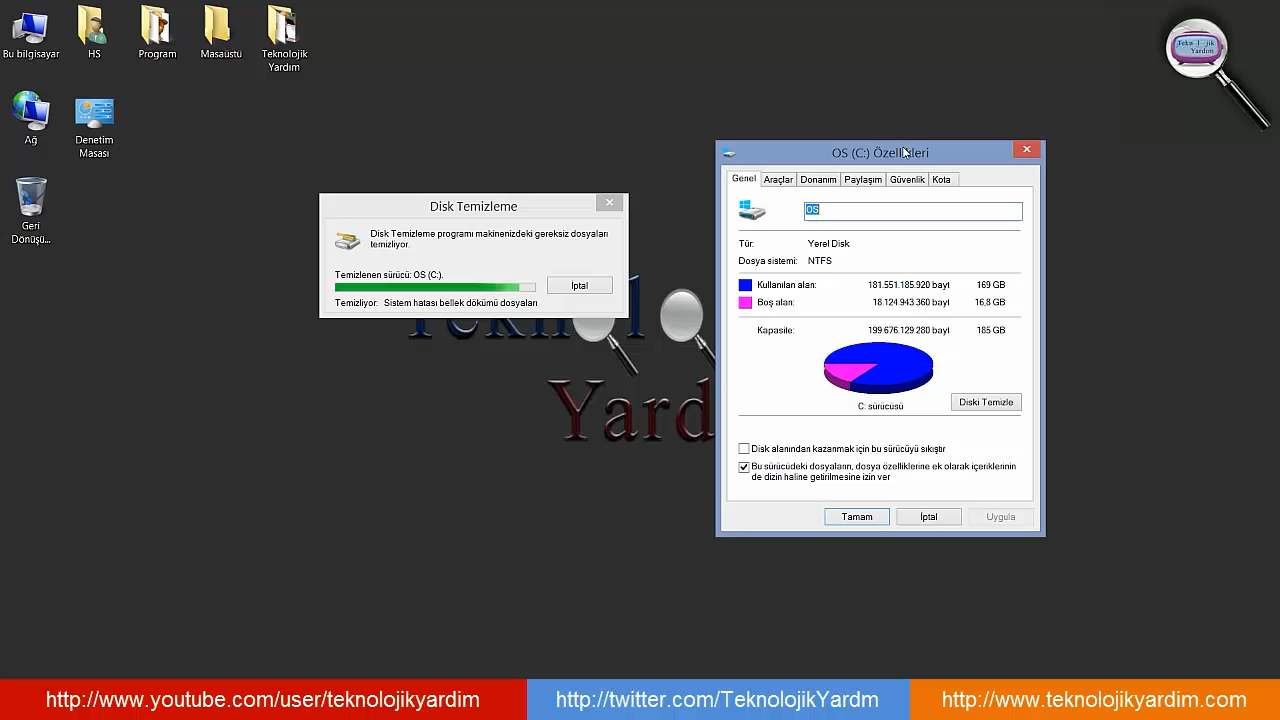 Bu bilgisayar
HS
Program
Masaüstü
Teknolojik
Yardım
Ağ
Denetim
Masası
Geri
Dönüşü...
Disk Temizleme
Disk Temizleme programı makinenizdeki gereksiz dosyaları
temizliyor.
Temizlenen sürücü: OS (C:).
İptal
Temizliyor: Sistem hatası bellek dökümü dosyaları
Yard
OS (C:) Özellikleri
Genel Araçlar Donanım Paylaşım Güvenlik Kota
OS
Tür: Yerel Disk
Dosya sistemi: NTFS
Kullanılan alan: 181.551.185.920 bayt 169 GB
Boş alan: 18.124.943.360 bayt 16,8 GB
Kapasite: 199.676.129.280 bayt 185 GB
C: sürücüsü
Diski Temizle
Disk alanından kazanmak için bu sürücüyü sıkıştır
Bu sürücüdeki dosyaların, dosya özelliklerine ek olarak içeriklerinin
de dizin haline getirilmesine izin ver
Tamam İptal Uygula
http://www.youtube.com/user/teknolojikyardim
http://twitter.com/TeknolojikYardm
http://www.teknolojikyardim.com